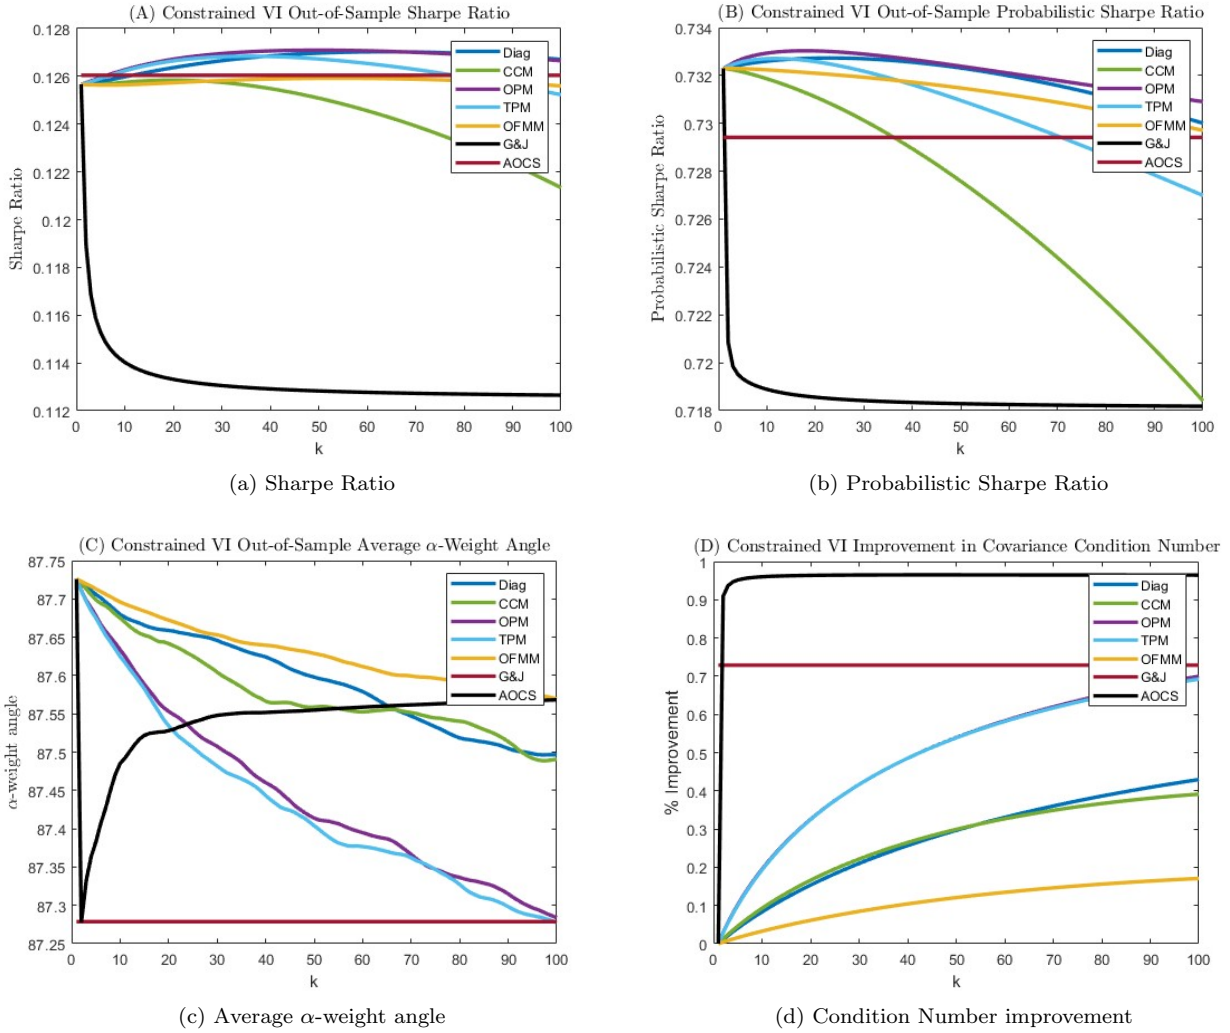 (A) Constrained VI Out-of-Sample Sharpe Ratio
0.128
0.126
0.124
0.122
0.12
0.118
0.116
0.114
0.112
Sharpe Ratio
0 10 20 30 40 50 60 70 80 90 100
k
Diag
CCM
OPM
TPM
OFMM
G&J
AOCS
(a) Sharpe Ratio
(B) Constrained VI Out-of-Sample Probabilistic Sharpe Ratio
0.734
0.732
0.73
0.728
0.726
0.724
0.722
0.72
0.718
Probabilistic Sharpe Ratio
0 10 20 30 40 50 60 70 80 90 100
k
Diag
CCM
OPM
TPM
OFMM
G&J
AOCS
(b) Probabilistic Sharpe Ratio
(C) Constrained VI Out-of-Sample Average α-Weight Angle
87.75
87.7
87.65
87.6
87.55
87.5
87.45
87.4
87.35
87.3
87.25
α-weight angle
0 10 20 30 40 50 60 70 80 90 100
k
Diag
CCM
OPM
TPM
OFMM
G&J
AOCS
(c) Average α-weight angle
(D) Constrained VI Improvement in Covariance Condition Number
1
0.9
0.8
0.7
0.6
0.5
0.4
0.3
0.2
0.1
0
% Improvement
0 10 20 30 40 50 60 70 80 90 100
k
Diag
CCM
OPM
TPM
OFMM
G&J
AOCS
(d) Condition Number improvement